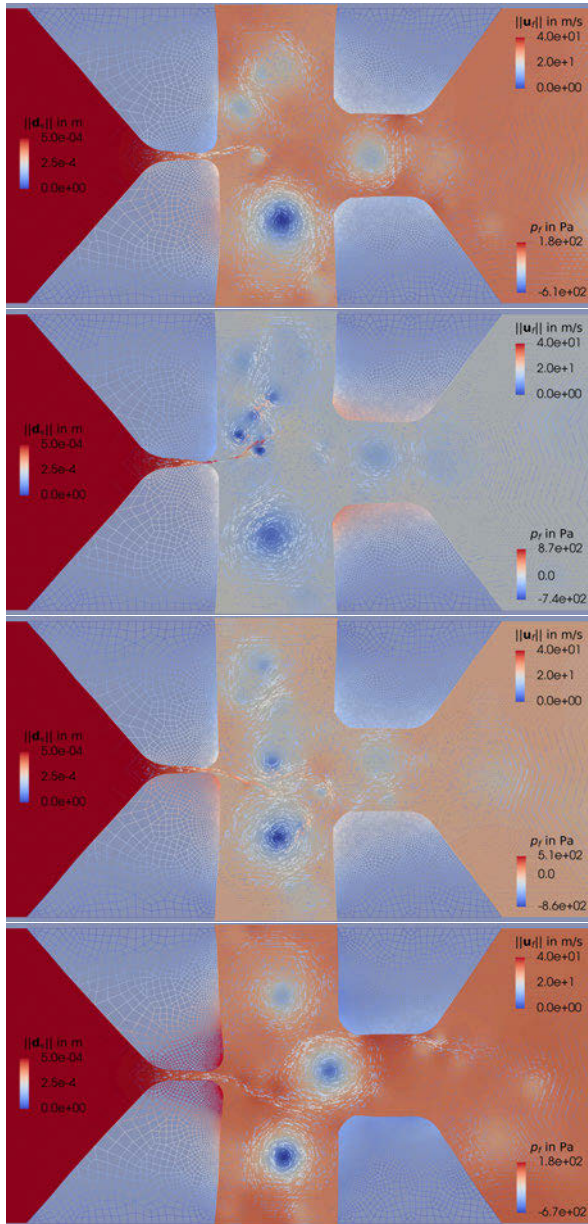 ||u_f|| in m/s
4.0e+01
2.0e+1
0.0e+00
||d_s|| in m
5.0e-04
2.5e-4
0.0e+00
p_f in Pa
1.8e+02
-6.1e+02
||u_f|| in m/s
4.0e+01
2.0e+1
0.0e+00
||d_s|| in m
5.0e-04
2.5e-4
0.0e+00
p_f in Pa
8.7e+02
0.0
-7.4e+02
||u_f|| in m/s
4.0e+01
2.0e+1
0.0e+00
||d_s|| in m
5.0e-04
2.5e-4
0.0e+00
p_f in Pa
5.1e+02
0.0
-8.6e+02
||u_f|| in m/s
4.0e+01
2.0e+1
0.0e+00
||d_s|| in m
5.0e-04
2.5e-4
0.0e+00
p_f in Pa
1.8e+02
-6.7e+02